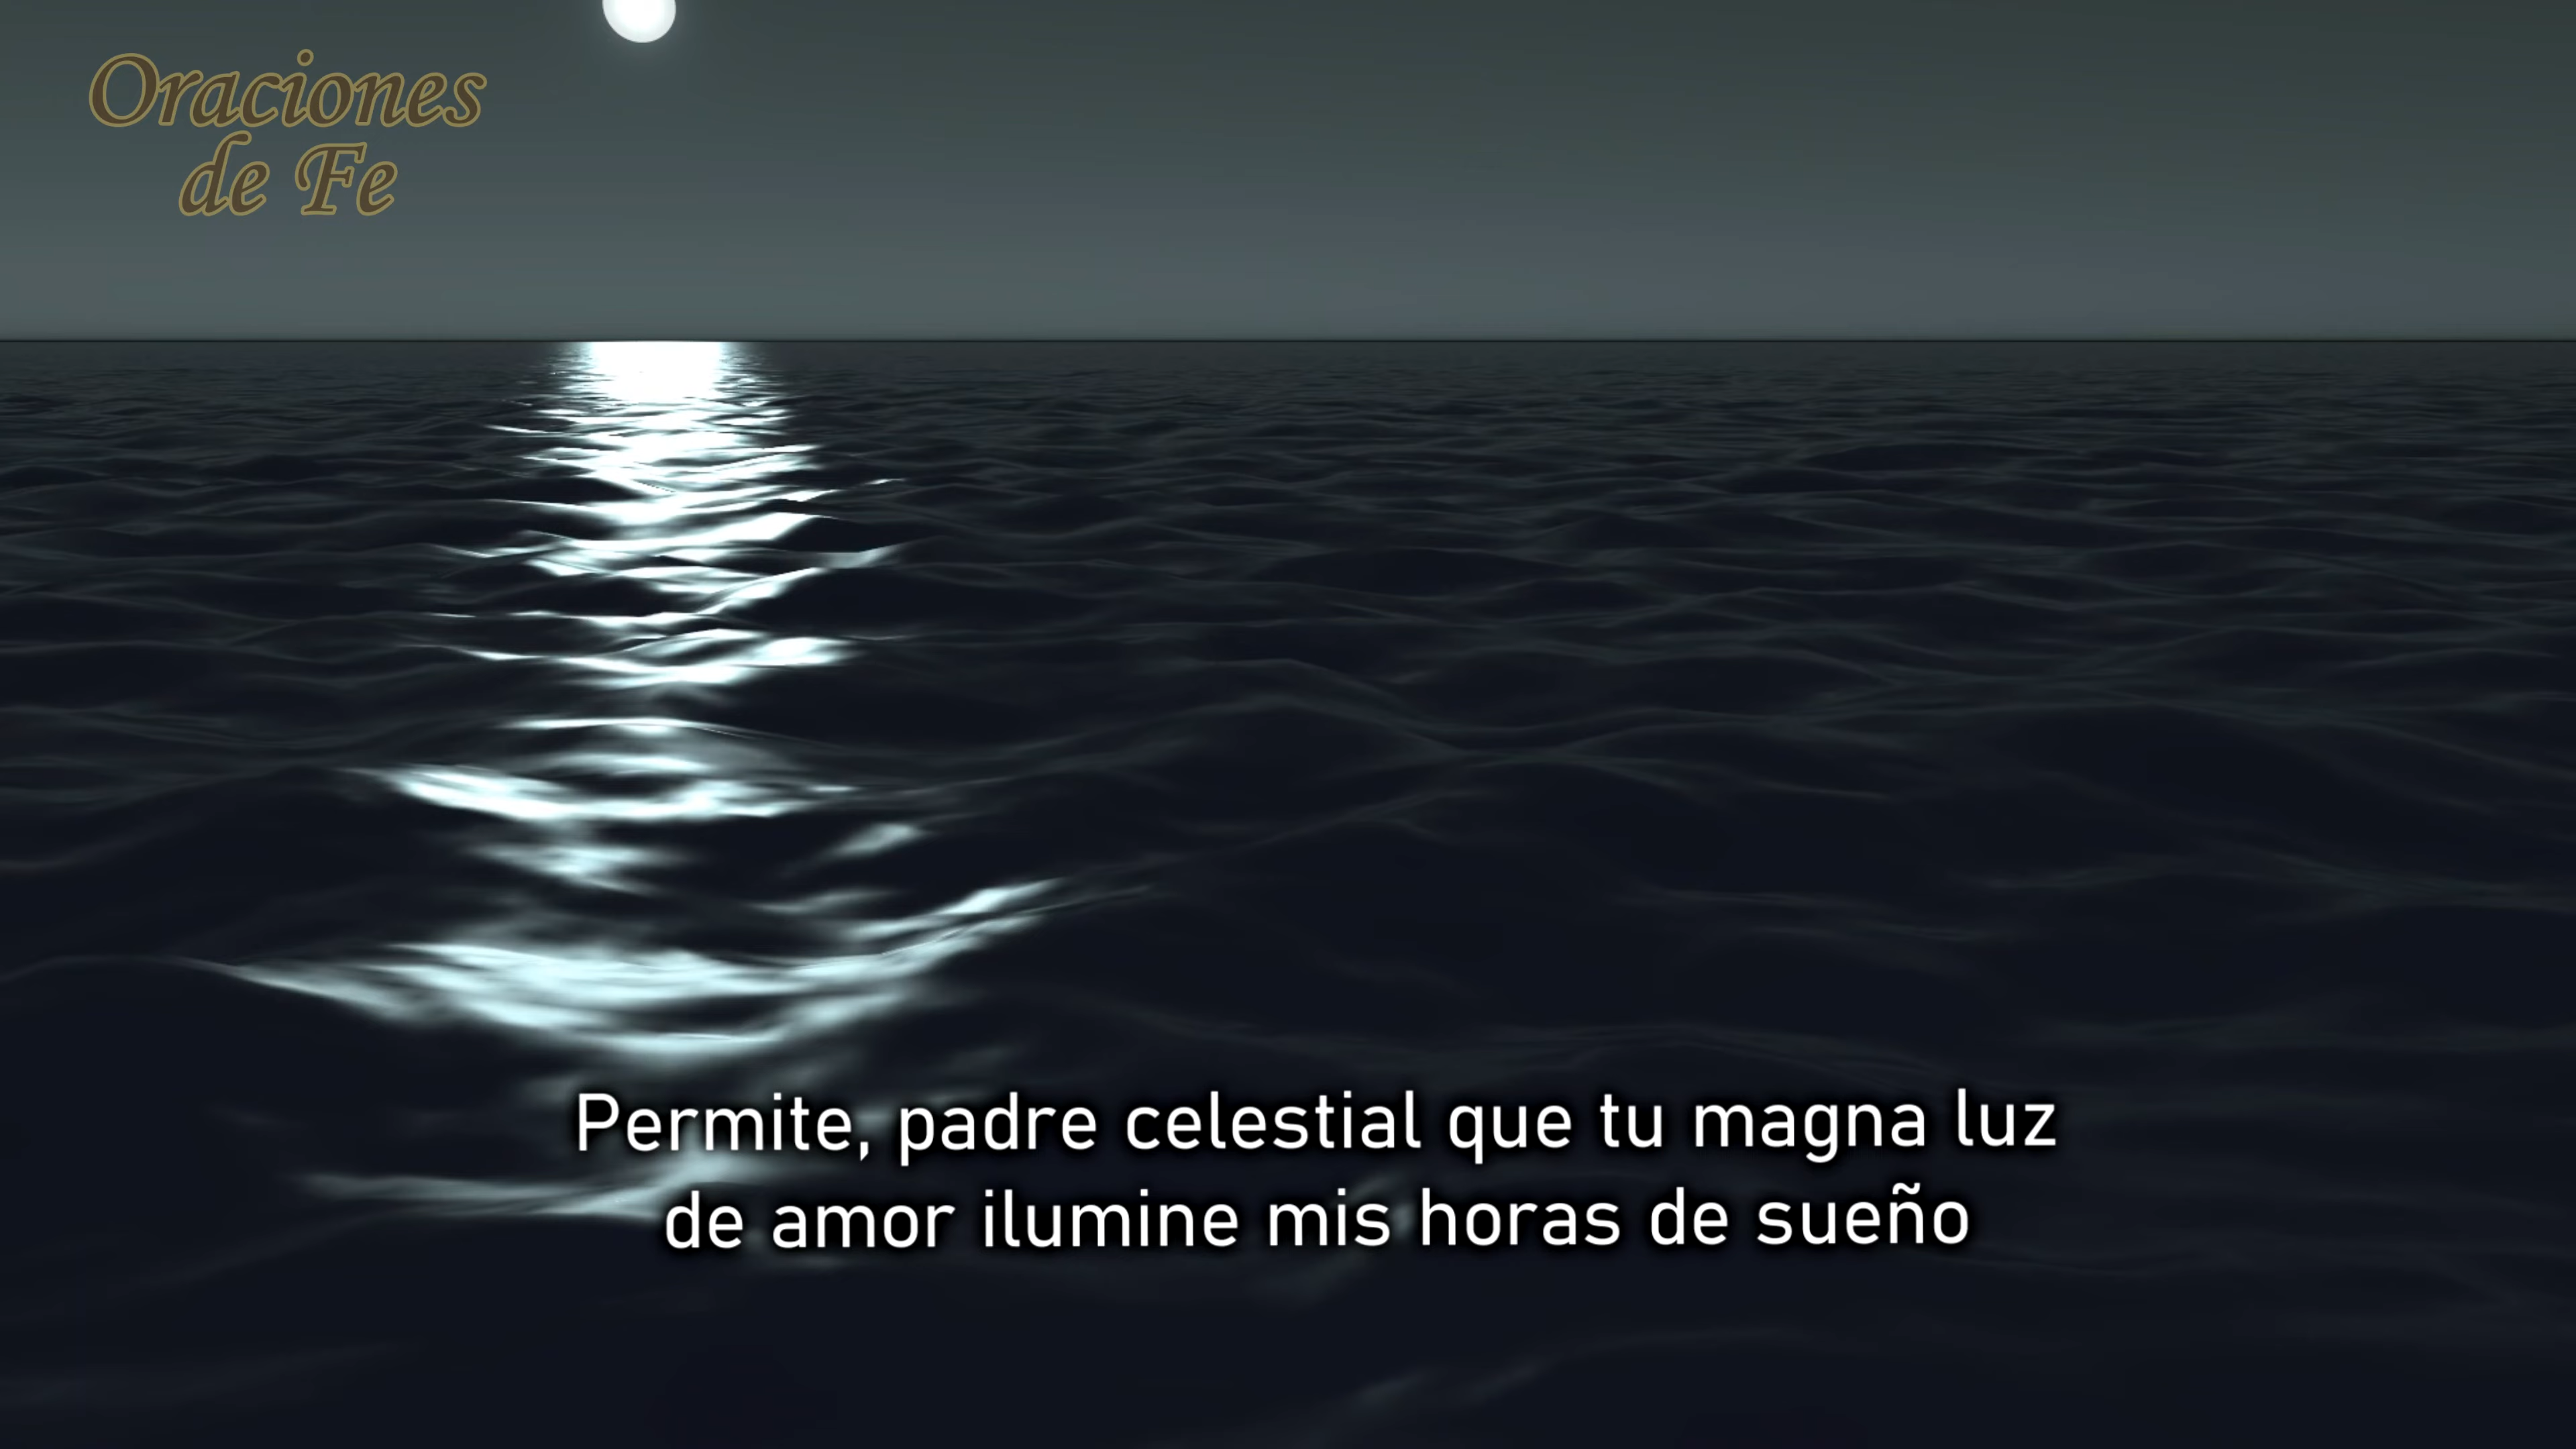 Oraciones
de Fe
Permite, padre celestial que tu magna luz
de amor ilumine mis horas de sueño